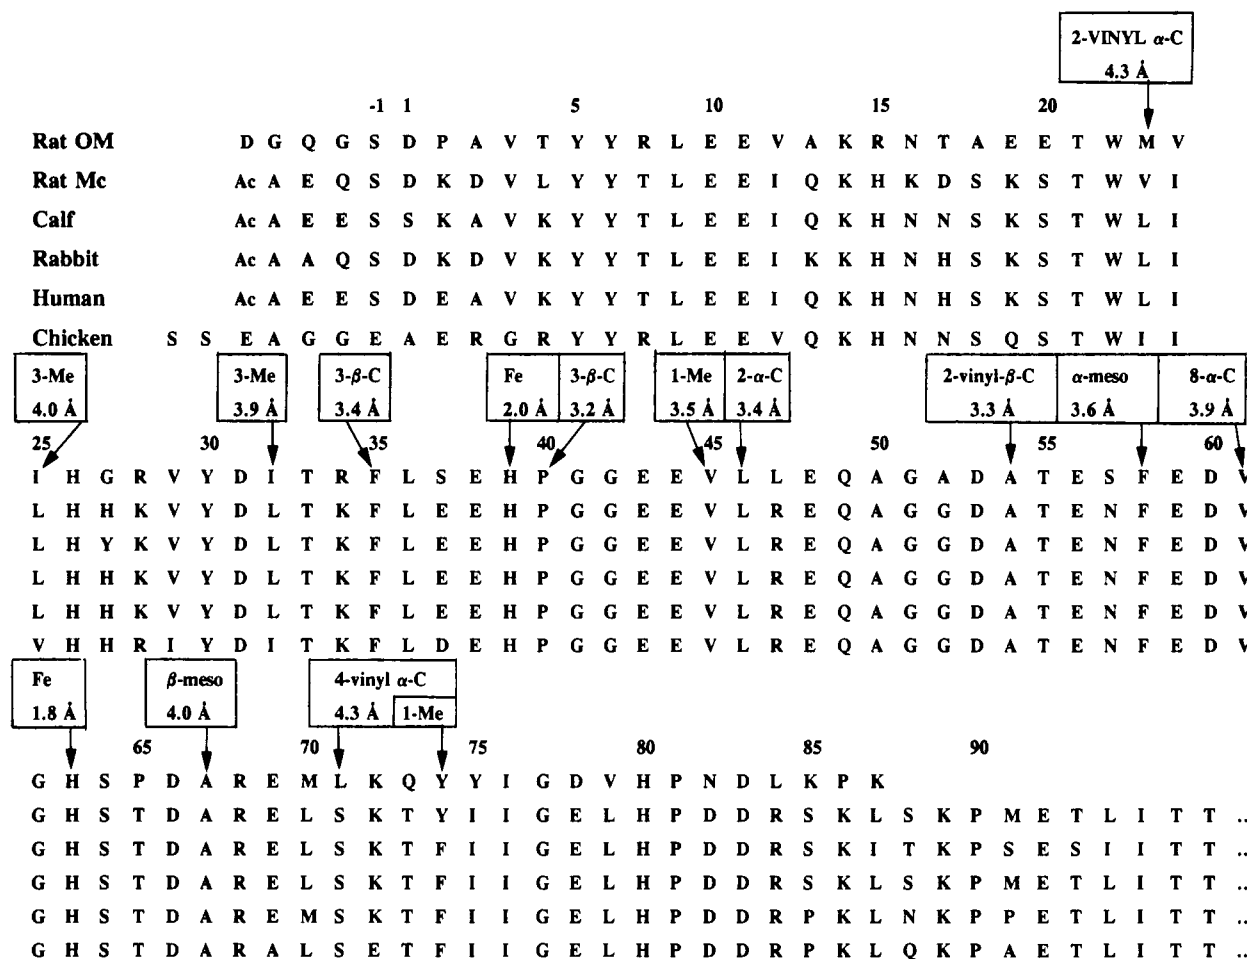 2-VINYL α-C
4.3 Å
-1 1 5 10 15 20
Rat OM D G Q G S D P A V T Y Y R L E E V A K R N T A E E T W M V
Rat Mc Ac A E Q S D K D V L Y Y T L E E I Q K H K D S K S T W V I
Calf Ac A E E S S K A V K Y Y T L E E I Q K H N N S K S T W L I
Rabbit Ac A A Q S D K D V K Y Y T L E E I K K H N H S K S T W L I
Human Ac A E E S D E A V K Y Y T L E E I Q K H N H S K S T W L I
Chicken S S E A G G E A E R G R Y Y R L E E V Q K H N N S Q S T W I I
3-Me 3-Me 3-β-C Fe 3-β-C 1-Me 2-α-C 2-vinyl-β-C α-meso 8-α-C
4.0 Å 3.9 Å 3.4 Å 2.0 Å 3.2 Å 3.5 Å 3.4 Å 3.3 Å 3.6 Å 3.9 Å
25 30 35 40 45 50 55 60
I H G R V Y D I T R F L S E H P G G E E V L L E Q A G A D A T E S F E D V
L H H K V Y D L T K F L E E H P G G E E V L R E Q A G G D A T E N F E D V
L H Y K V Y D L T K F L E E H P G G E E V L R E Q A G G D A T E N F E D V
L H H K V Y D L T K F L E E H P G G E E V L R E Q A G G D A T E N F E D V
L H H K V Y D L T K F L E E H P G G E E V L R E Q A G G D A T E N F E D V
V H H R I Y D I T K F L D E H P G G E E V L R E Q A G G D A T E N F E D V
Fe β-meso 4-vinyl α-C
1.8 Å 4.0 Å 4.3 Å 1-Me
65 70 75 80 85 90
G H S P D A R E M L K Q Y Y I G D V H P N D L K P K
G H S T D A R E L S K T Y I I G E L H P D D R S K L S K P M E T L I T T ..
G H S T D A R E L S K T F I I G E L H P D D R S K I T K P S E S I I T T ..
G H S T D A R E L S K T F I I G E L H P D D R S K L S K P M E T L I T T ..
G H S T D A R E M S K T F I I G E L H P D D R P K L N K P P E T L I T T ..
G H S T D A R A L S E T F I I G E L H P D D R P K L Q K P A E T L I T T ..